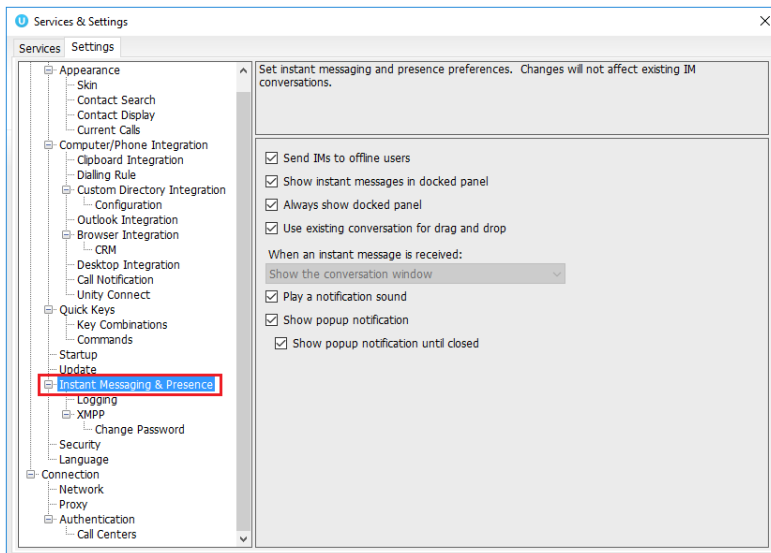 Services & Settings
Services Settings
Appearance
Skin
Contact Search
Contact Display
Current Calls
Computer/Phone Integration
Clipboard Integration
Dialling Rule
Custom Directory Integration
Configuration
Outlook Integration
Browser Integration
CRM
Desktop Integration
Call Notification
Unity Connect
Quick Keys
Key Combinations
Commands
Startup
Update
Instant Messaging & Presence
Logging
XMPP
Change Password
Security
Language
Connection
Network
Proxy
Authentication
Call Centers
Set instant messaging and presence preferences. Changes will not affect existing IM
conversations.
Send IMs to offline users
Show instant messages in docked panel
Always show docked panel
Use existing conversation for drag and drop
When an instant message is received:
Show the conversation window
Play a notification sound
Show popup notification
Show popup notification until closed